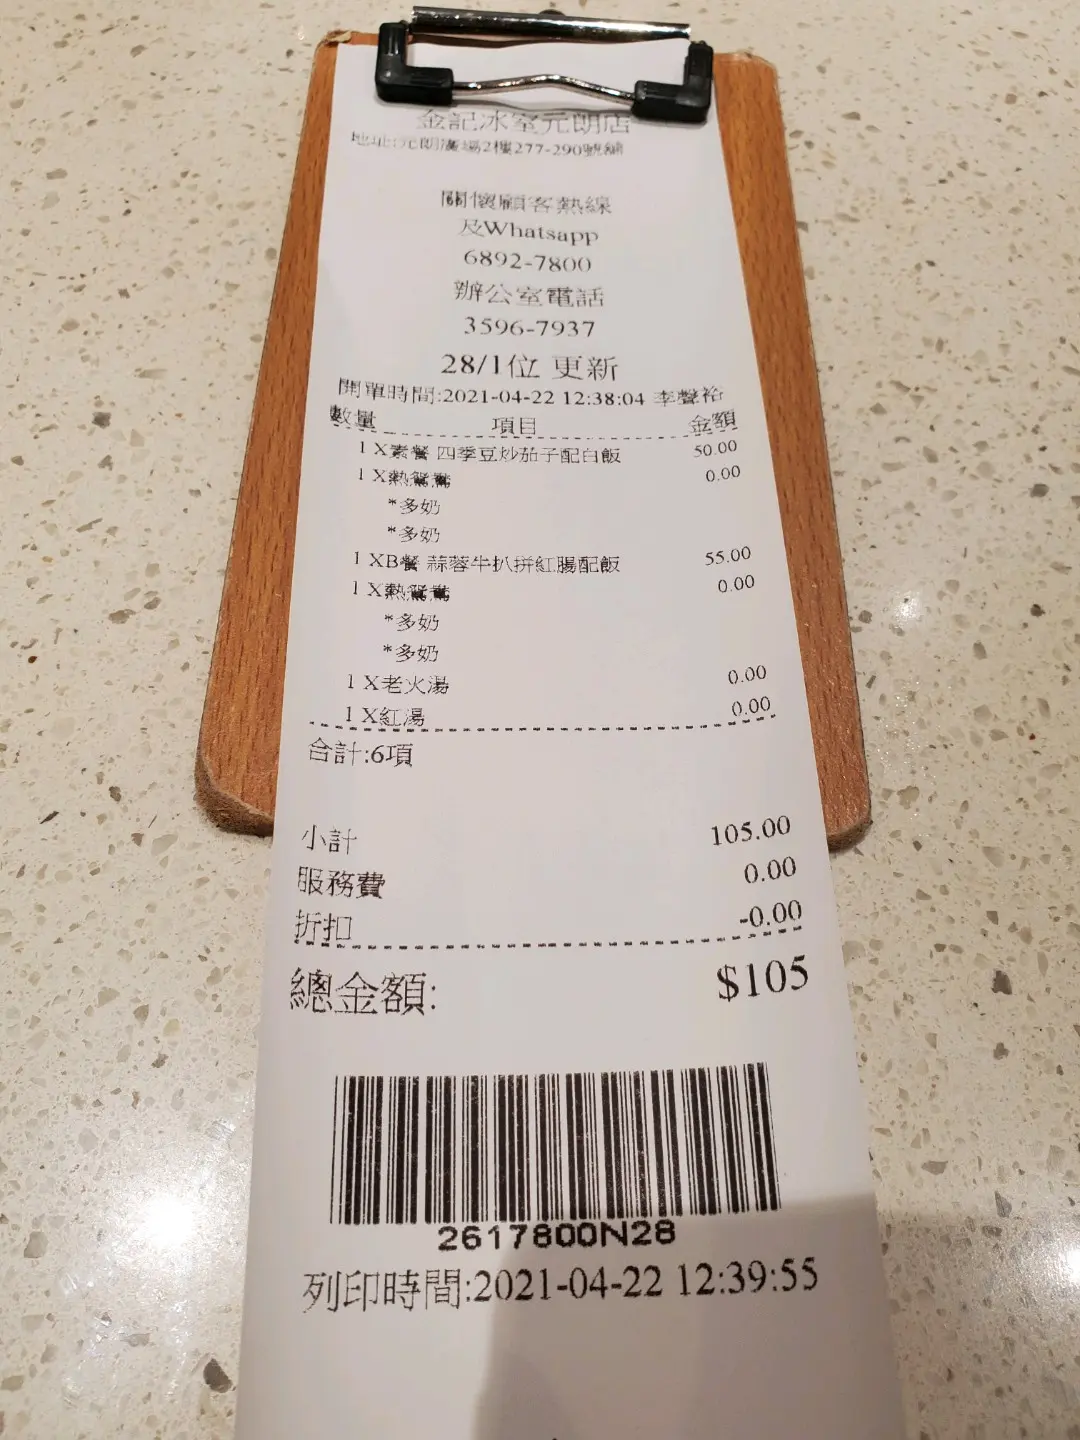 金記冰室元朗店
地址:元朗廣場2樓277-290號舖
關懷顧客熱線
及Whatsapp
6892-7800
辦公室電話
3596-7937
28/1位 更新
開單時間:2021-04-22 12:38:04 李聲裕
數量 項目 金額
1 X素餐 四季豆炒茄子配白飯 50.00
1 X熱鴛鴦 0.00
*多奶
*多奶
1 XB餐 蒜蓉牛扒拼紅腸配飯 55.00
1 X熱鴛鴦 0.00
*多奶
*多奶
1 X老火湯 0.00
1 X紅湯 0.00
合計:6項
小計 105.00
服務費 0.00
折扣 -0.00
總金額: $105
2617800N28
列印時間:2021-04-22 12:39:55